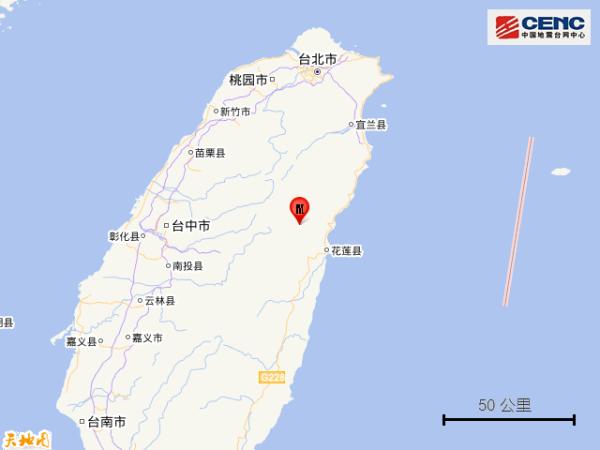 CENC
中国地震台网中心
台北市
桃园市
新竹市
宜兰县
苗栗县
台中市
彰化县
花莲县
南投县
云林县
嘉义县
嘉义市
G228
50 公里
台南市
天地图